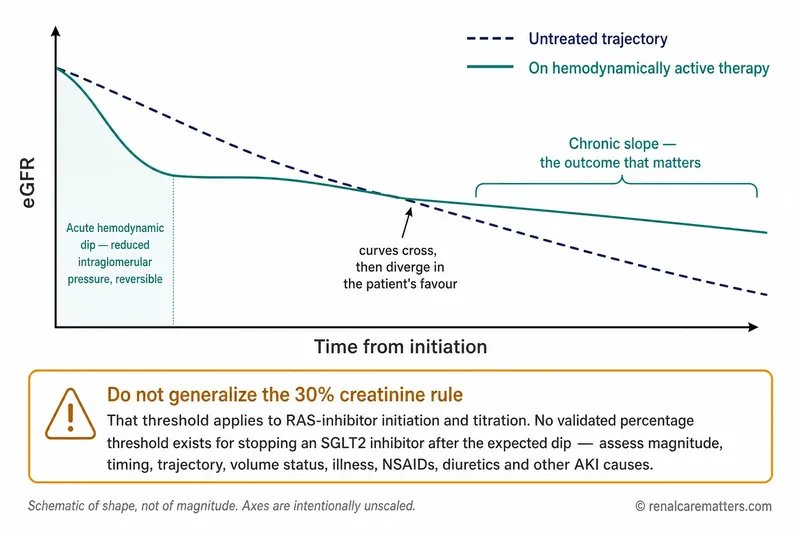 Untreated trajectory
On hemodynamically active therapy
Chronic slope —
the outcome that matters
eGFR
Acute hemodynamic
dip — reduced
intraglomerular
pressure, reversible
curves cross,
then diverge in
the patient's favour
Time from initiation
Do not generalize the 30% creatinine rule
That threshold applies to RAS-inhibitor initiation and titration. No validated percentage
threshold exists for stopping an SGLT2 inhibitor after the expected dip — assess magnitude,
timing, trajectory, volume status, illness, NSAIDs, diuretics and other AKI causes.
Schematic of shape, not of magnitude. Axes are intentionally unscaled.
© renalcarematters.com